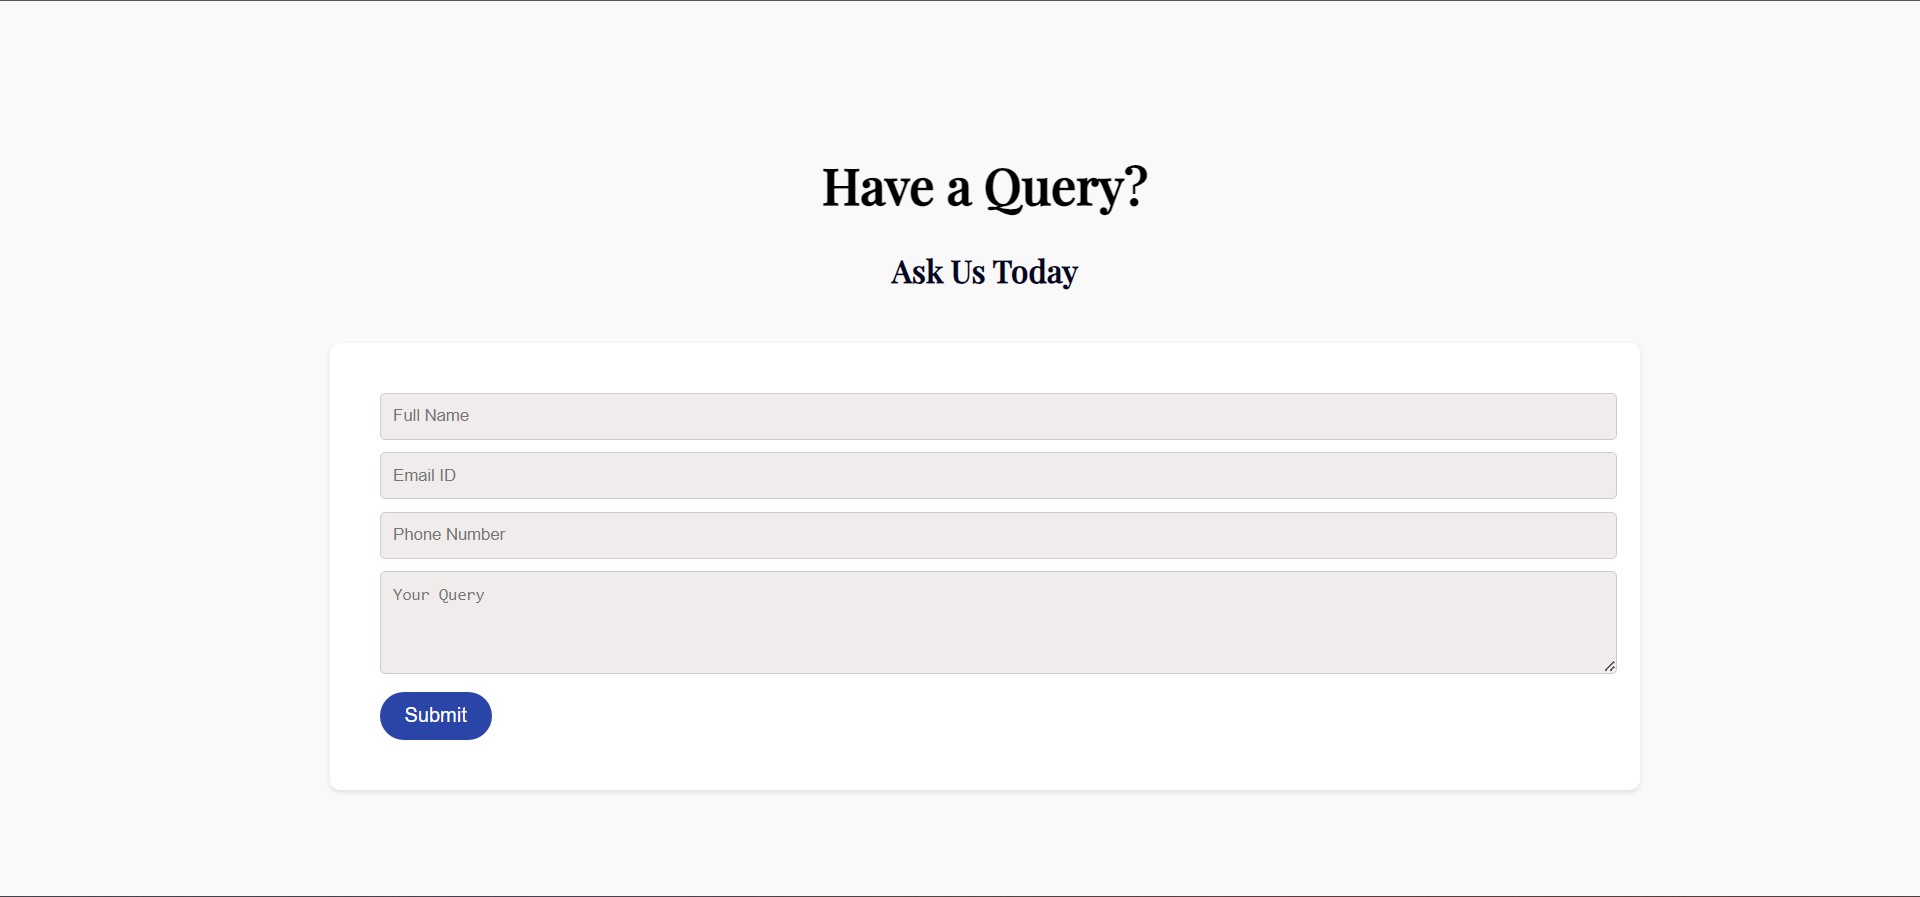 Have a Query?
Ask Us Today
Full Name
Email ID
Phone Number
Your Query
Submit